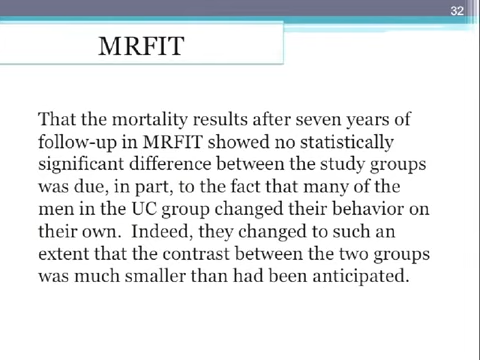 32
MRFIT
That the mortality results after seven years of
follow-up in MRFIT showed no statistically
significant difference between the study groups
was due, in part, to the fact that many of the
men in the UC group changed their behavior on
their own.  Indeed, they changed to such an
extent that the contrast between the two groups
was much smaller than had been anticipated.